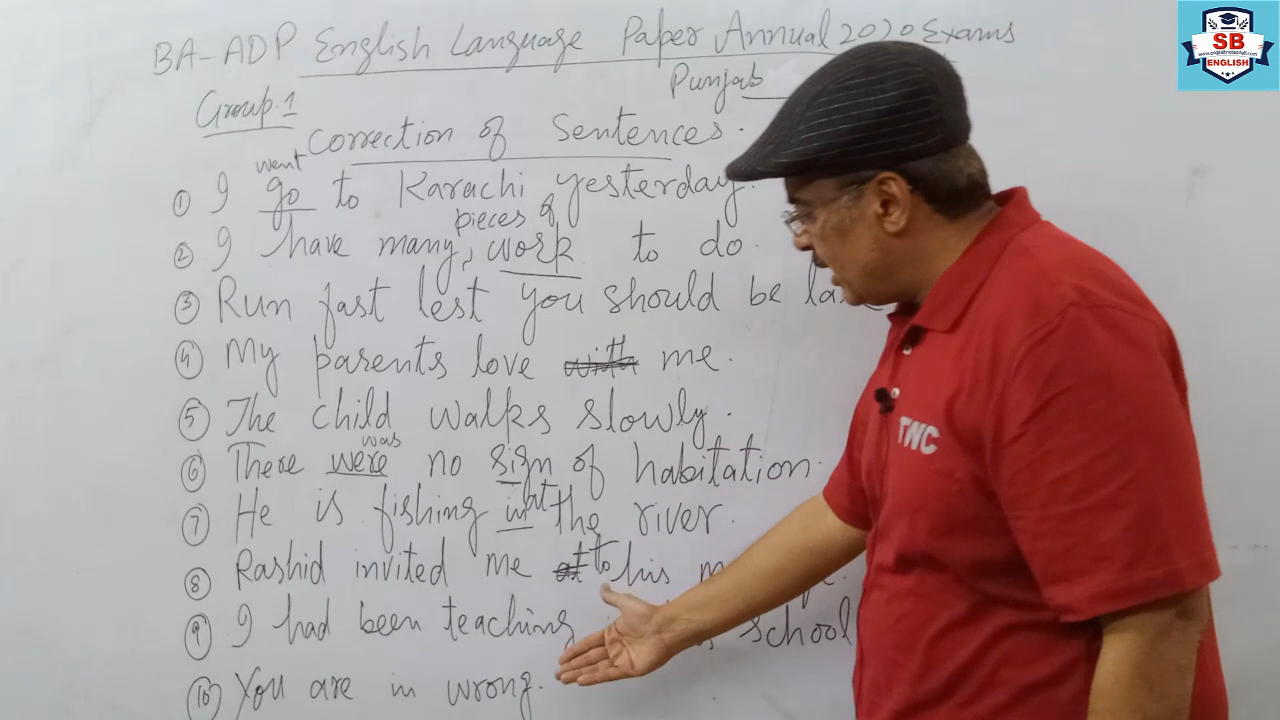 BA-ADP English Language Paper Annual 2020 Exams
Punjab
Group 1
Correction of Sentences.
went
① I go to Karachi yesterday.
pieces of
② I have many, work to do.
③ Run fast lest you should be
④ My parents love with me.
⑤ The child walks slowly.
was
⑥ There were no sign of habitation.
⑦ He is fishing in at the river.
⑧ Rashid invited me at to his
⑨ I had been teaching school
⑩ You are in wrong.
TNC
SB
ENGLISH